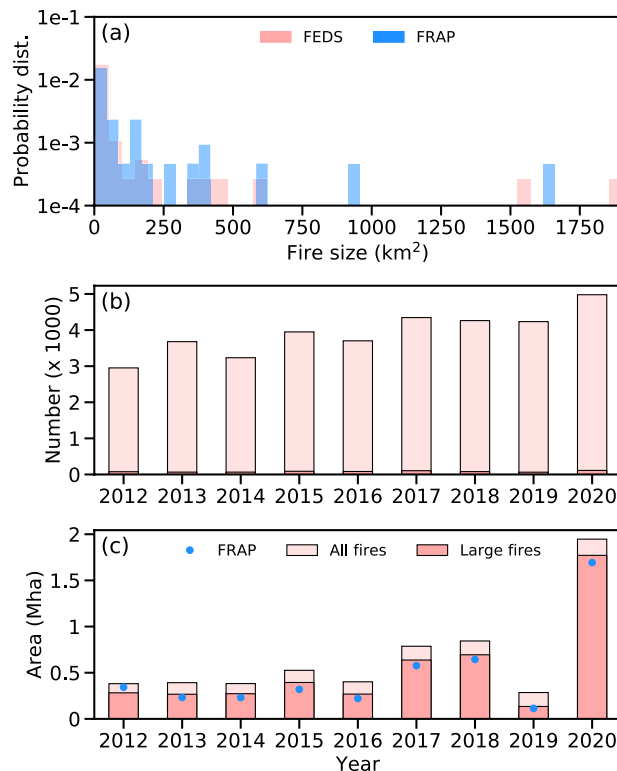 (a)
FEDS FRAP
Probability dist.
1e-1
1e-2
1e-3
1e-4
0 250 500 750 1000 1250 1500 1750
Fire size (km²)
(b)
Number (x 1000)
5
4
3
2
1
0
2012 2013 2014 2015 2016 2017 2018 2019 2020
(c)
FRAP All fires Large fires
Area (Mha)
2
1.5
1
0.5
0
2012 2013 2014 2015 2016 2017 2018 2019 2020
Year